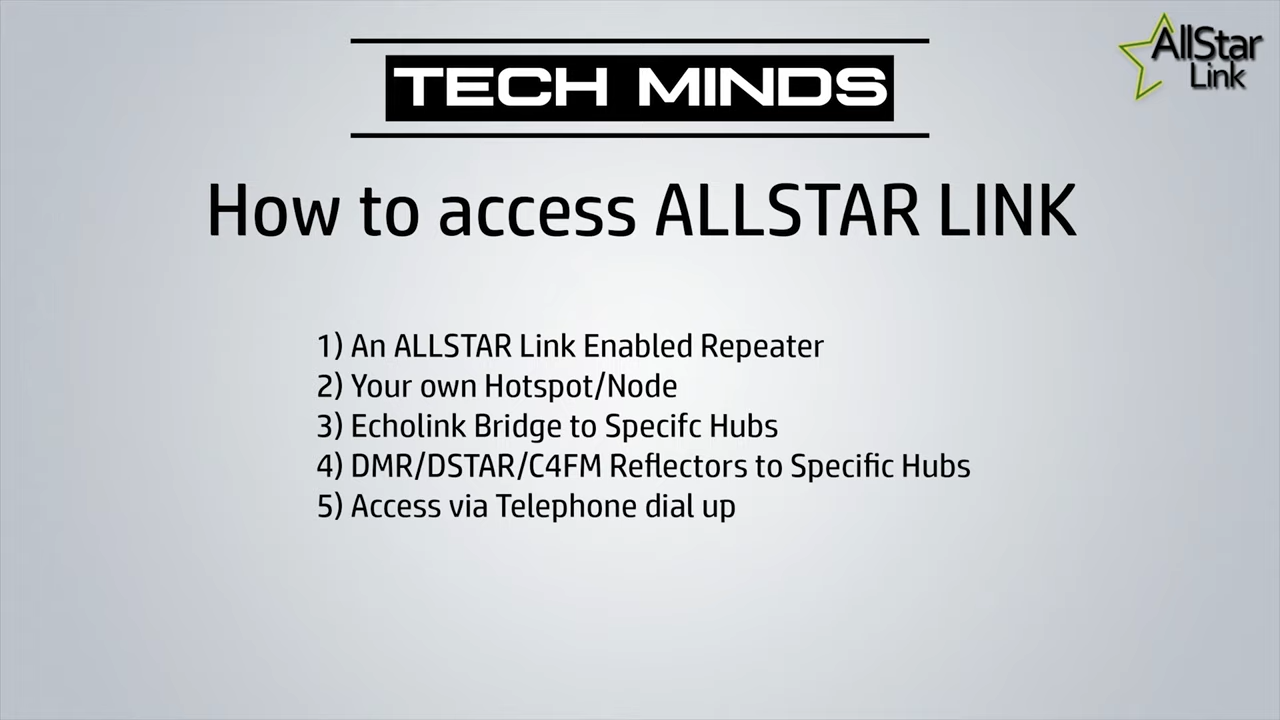 AllStar
Link
TECH MINDS
How to access ALLSTAR LINK
1) An ALLSTAR Link Enabled Repeater
2) Your own Hotspot/Node
3) Echolink Bridge to Specifc Hubs
4) DMR/DSTAR/C4FM Reflectors to Specific Hubs
5) Access via Telephone dial up